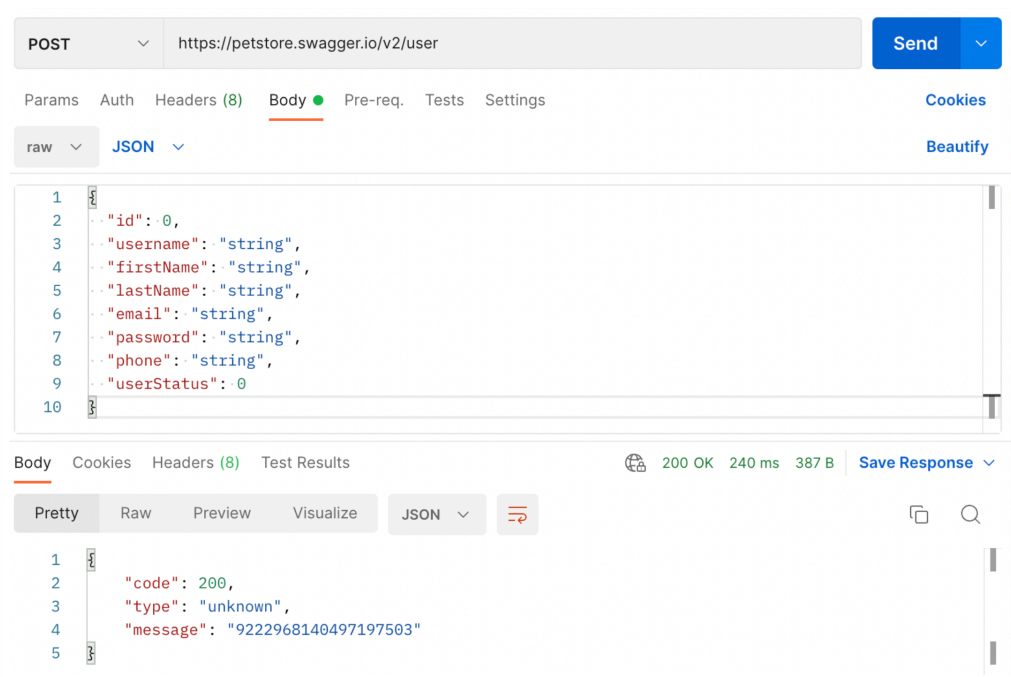 POST https://petstore.swagger.io/v2/user Send
Params Auth Headers (8) Body Pre-req. Tests Settings Cookies
raw JSON Beautify
1 {
2 "id": 0,
3 "username": "string",
4 "firstName": "string",
5 "lastName": "string",
6 "email": "string",
7 "password": "string",
8 "phone": "string",
9 "userStatus": 0
10 }
Body Cookies Headers (8) Test Results 200 OK 240 ms 387 B Save Response
Pretty Raw Preview Visualize JSON
1 {
2 "code": 200,
3 "type": "unknown",
4 "message": "9222968140497197503"
5 }